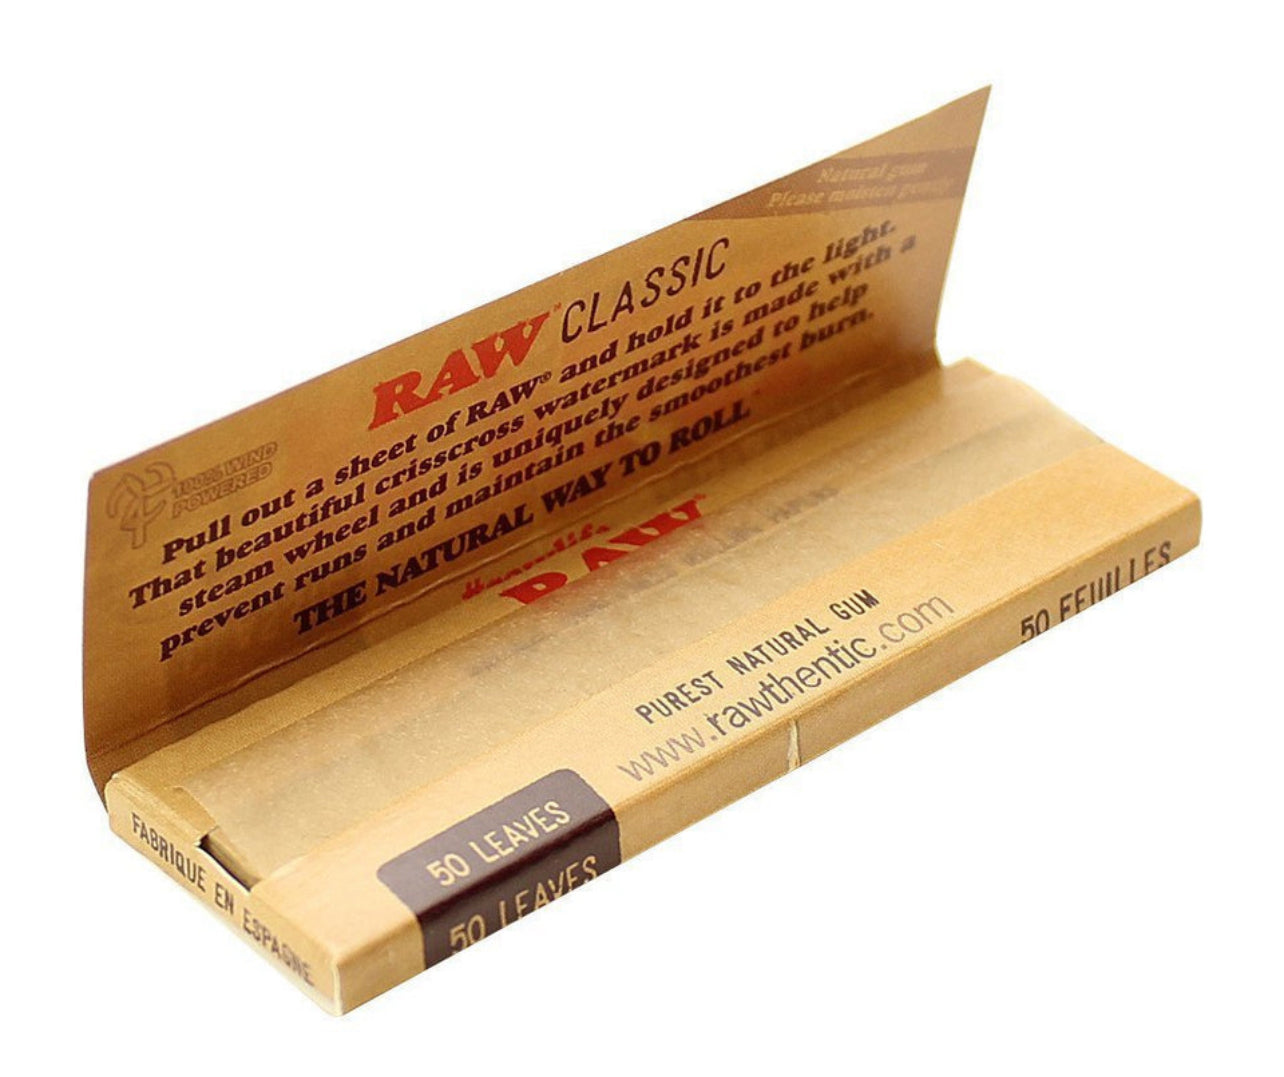 Natural gum
Please moisten gently
RAW™ CLASSIC
100% WIND
POWERED
Pull out a sheet of RAW® and hold it to the light.
That beautiful crisscross watermark is made with a
steam wheel and is uniquely designed to help
prevent runs and maintain the smoothest burn.
THE NATURAL WAY TO ROLL
RAW
PUREST NATURAL GUM
www.rawthentic.com
50 LEAVES
50 LEAVES
50 FEUILLES
FABRIQUE EN ESPAGNE